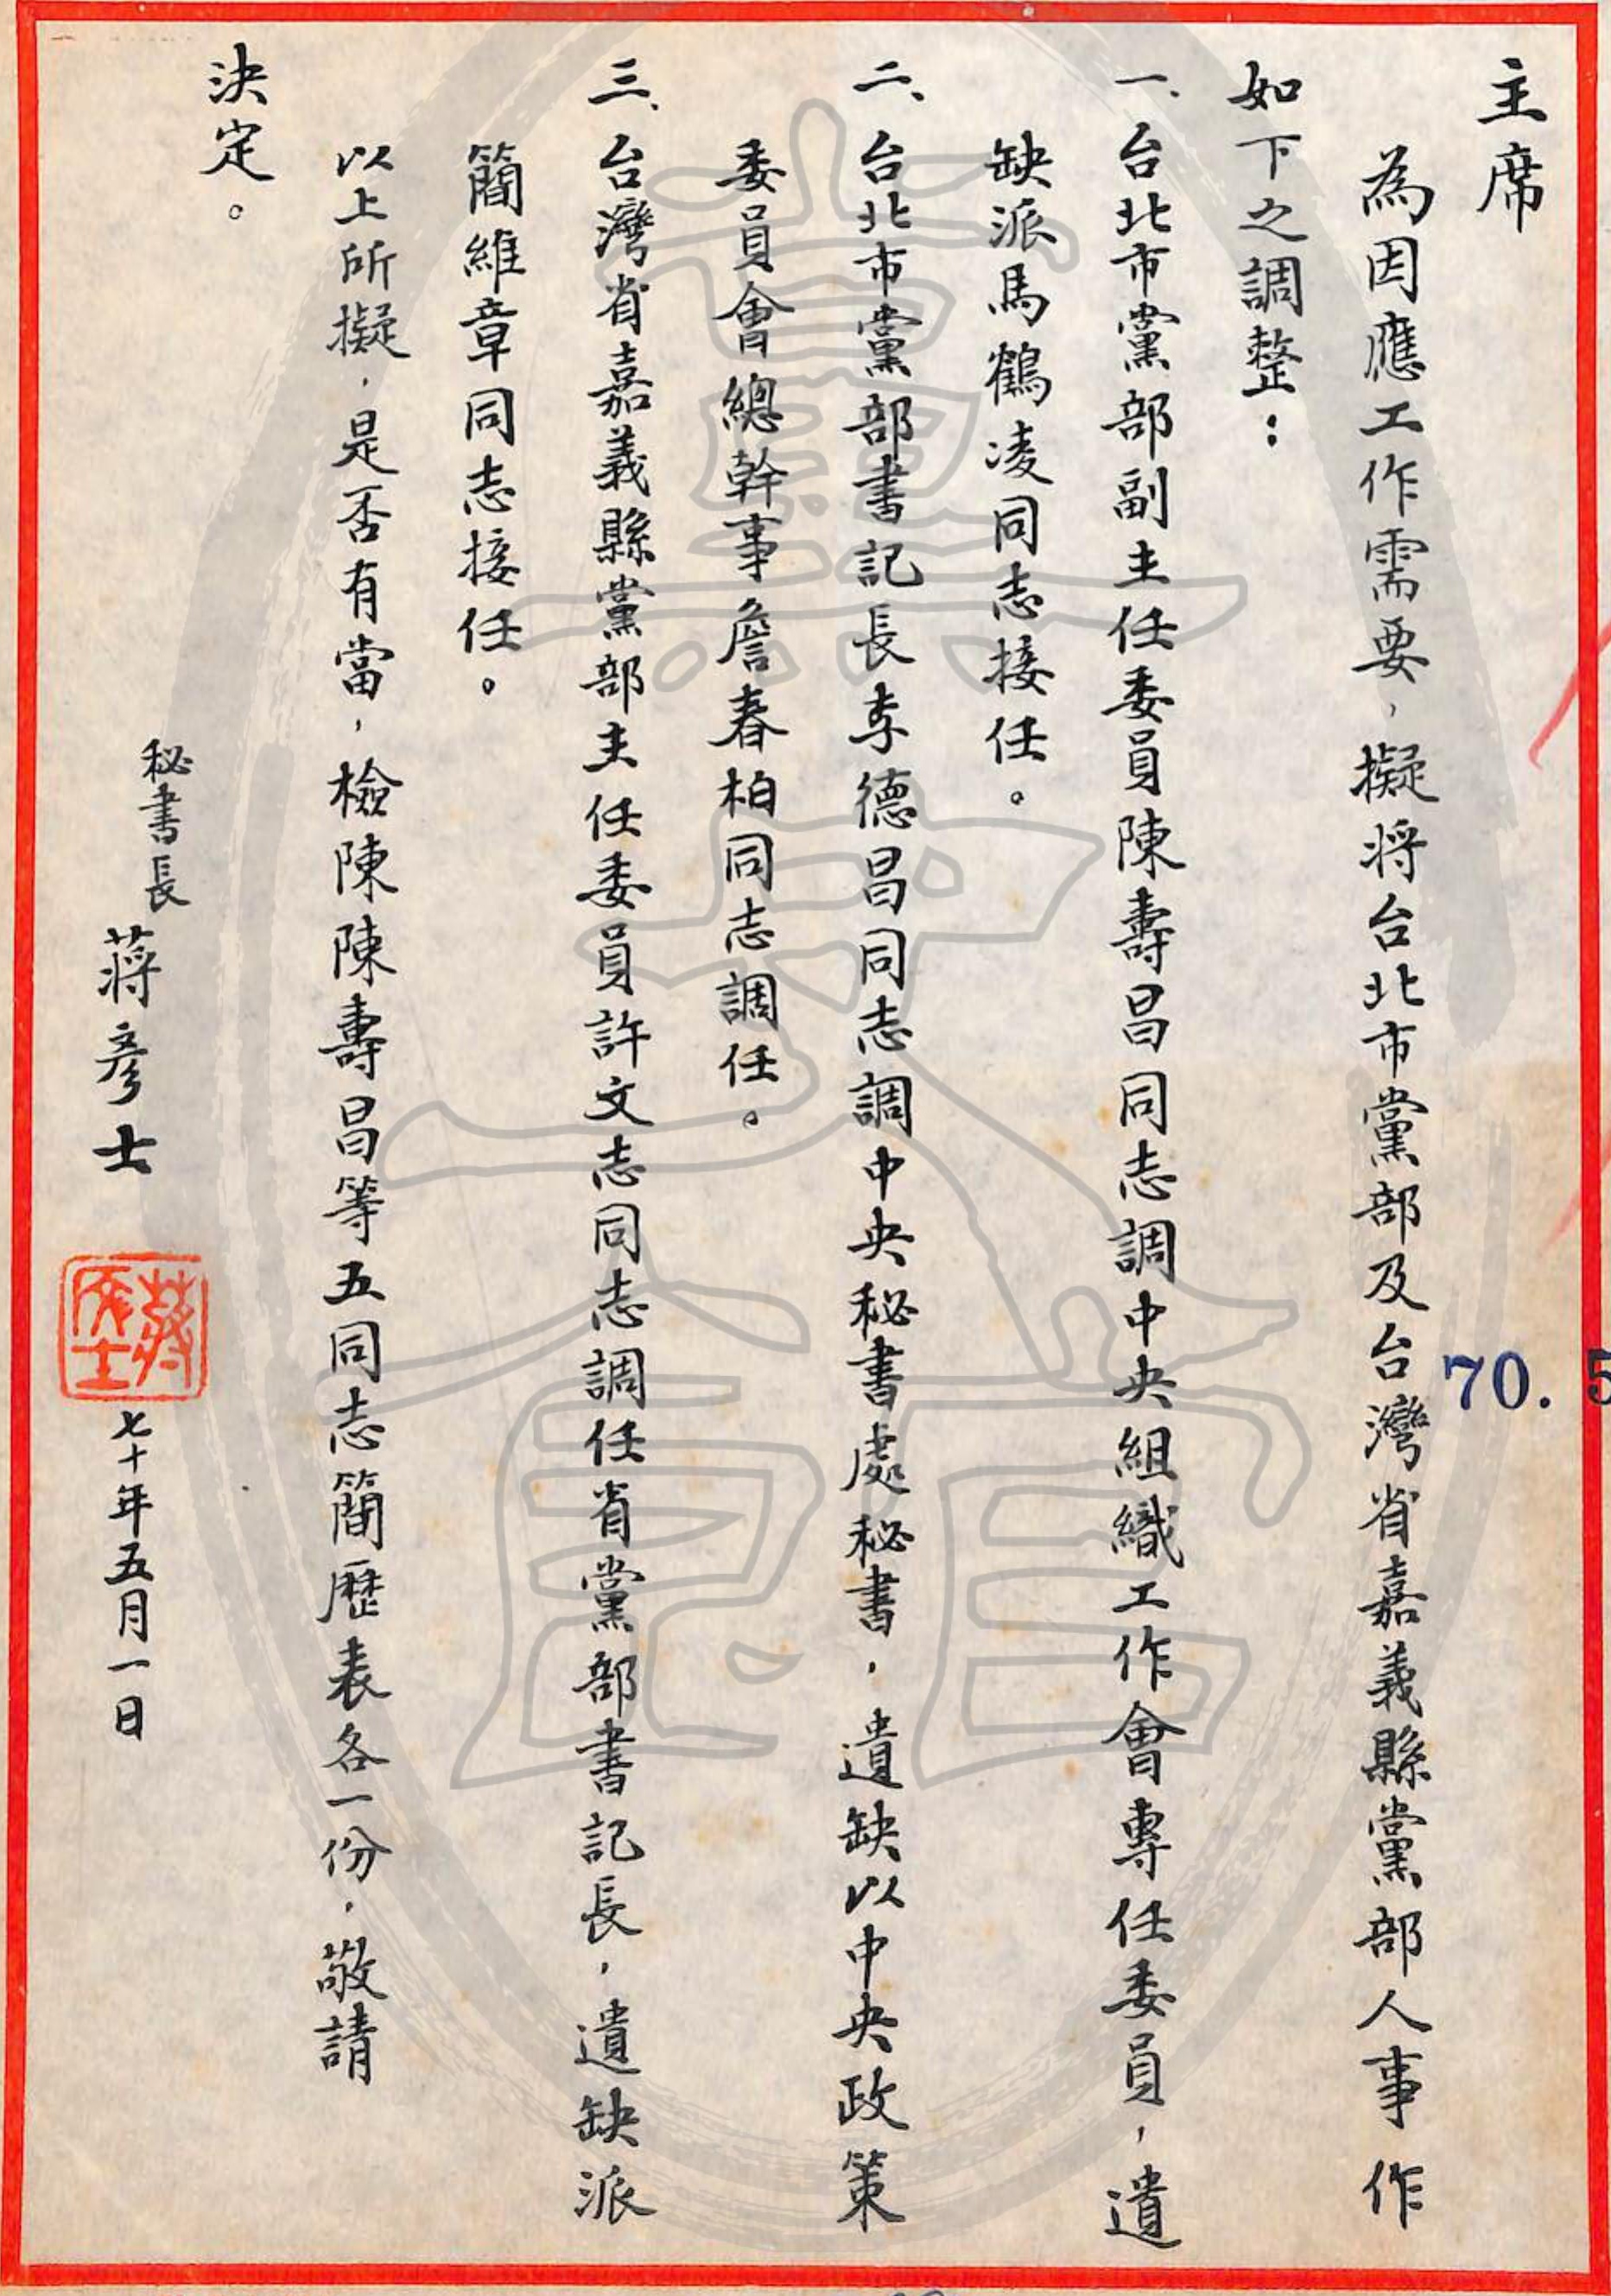 主席
為因應工作需要，擬將台北市黨部及台灣省嘉義縣黨部人事作
如下之調整：
一、台北市黨部副主任委員陳壽昌同志調中央組織工作會專任委員，遺
缺派馬鶴凌同志接任。
二、台北市黨部書記長李德昌同志調中央秘書處秘書，遺缺以中央政策
委員會總幹事詹春柏同志調任。
三、台灣省嘉義縣黨部主任委員許文志同志調任省黨部書記長，遺缺派
簡維章同志接任。
以上所擬，是否有當，檢陳陳壽昌等五同志簡歷表各一份，敬請
決定。
秘書長 蔣彥士
蔣彥士
七十年五月一日
70. 5